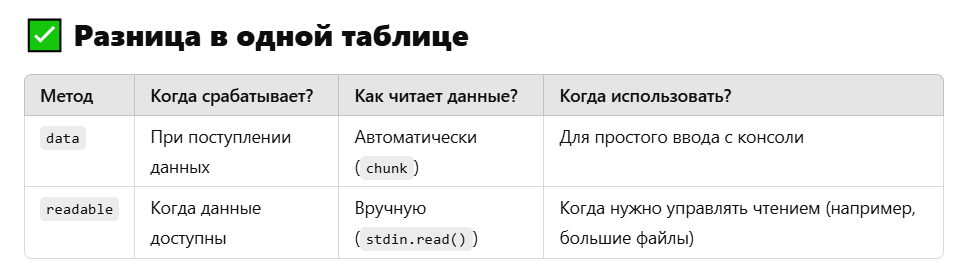 ✅ Разница в одной таблице
Метод Когда срабатывает? Как читает данные? Когда использовать?
data При поступлении данных Автоматически (chunk) Для простого ввода с консоли
readable Когда данные доступны Вручную (stdin.read()) Когда нужно управлять чтением (например, большие файлы)